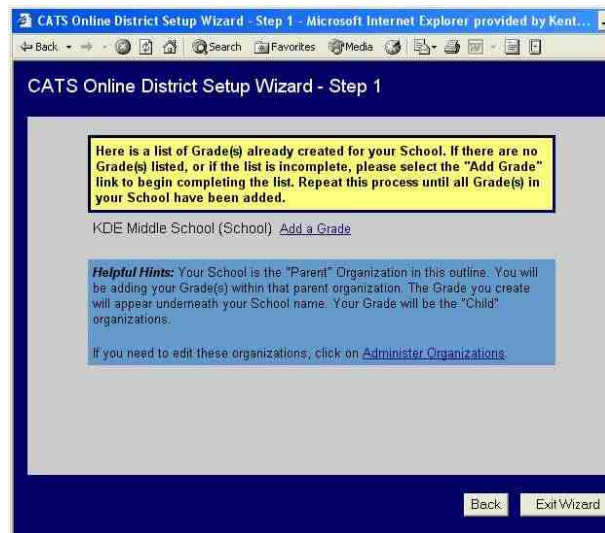 CATS Online District Setup Wizard - Step 1 - Microsoft Internet Explorer provided by Kent...
Back
Search Favorites Media
CATS Online District Setup Wizard - Step 1
Here is a list of Grade(s) already created for your School. If there are no
Grade(s) listed, or if the list is incomplete, please select the "Add Grade"
link to begin completing the list. Repeat this process until all Grade(s) in
your School have been added.
KDE Middle School (School) Add a Grade
Helpful Hints: Your School is the "Parent" Organization in this outline. You will
be adding your Grade(s) within that parent organization. The Grade you create
will appear underneath your School name. Your Grade will be the "Child"
organizations.
If you need to edit these organizations, click on Administer Organizations.
Back Exit Wizard